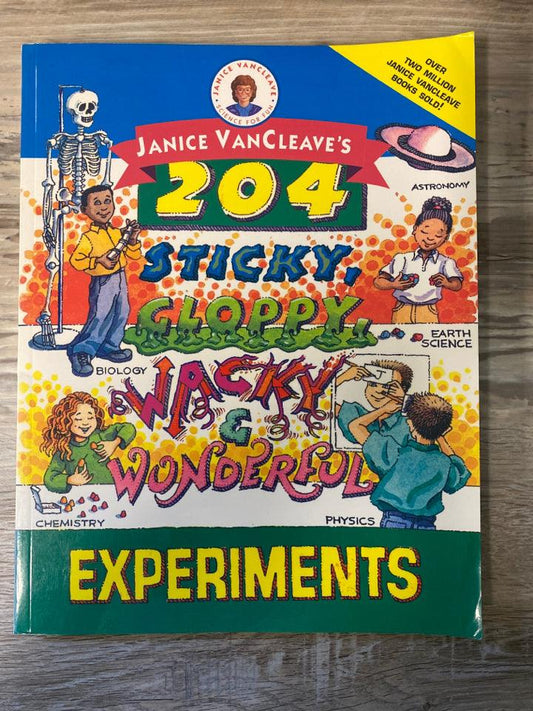 JANICE VANCLEAVE
SCIENCE FOR FUN
OVER
TWO MILLION
JANICE VANCLEAVE
BOOKS SOLD!
JANICE VANCLEAVE'S
204
ASTRONOMY
STICKY,
GLOPPY,
EARTH
SCIENCE
BIOLOGY
WACKY
&
WONDERFUL
CHEMISTRY
PHYSICS
EXPERIMENTS